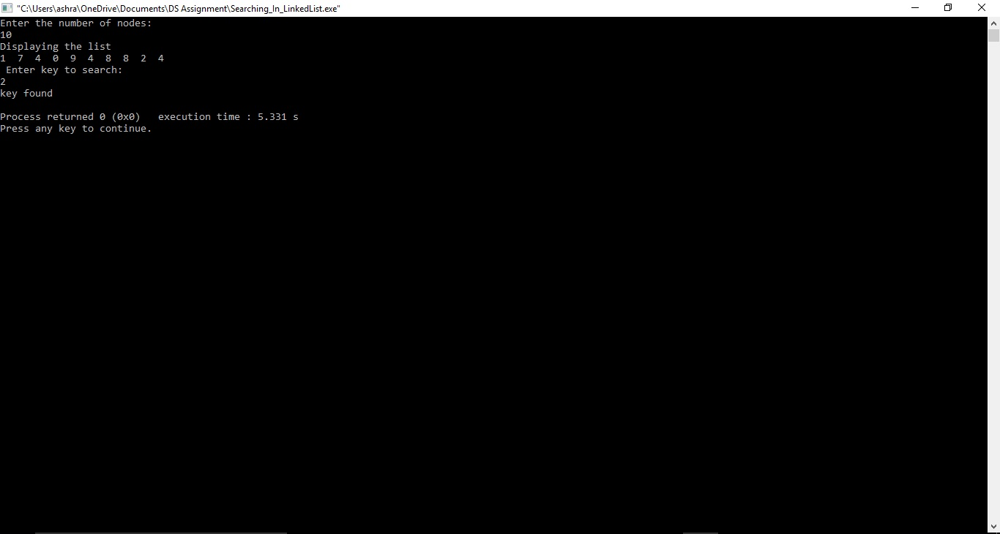 "C:\Users\ashra\OneDrive\Documents\DS Assignment\Searching_In_LinkedList.exe"
Enter the number of nodes:
10
Displaying the list
1  7  4  0  9  4  8  8  2  4
 Enter key to search:
2
key found
Process returned 0 (0x0)   execution time : 5.331 s
Press any key to continue.